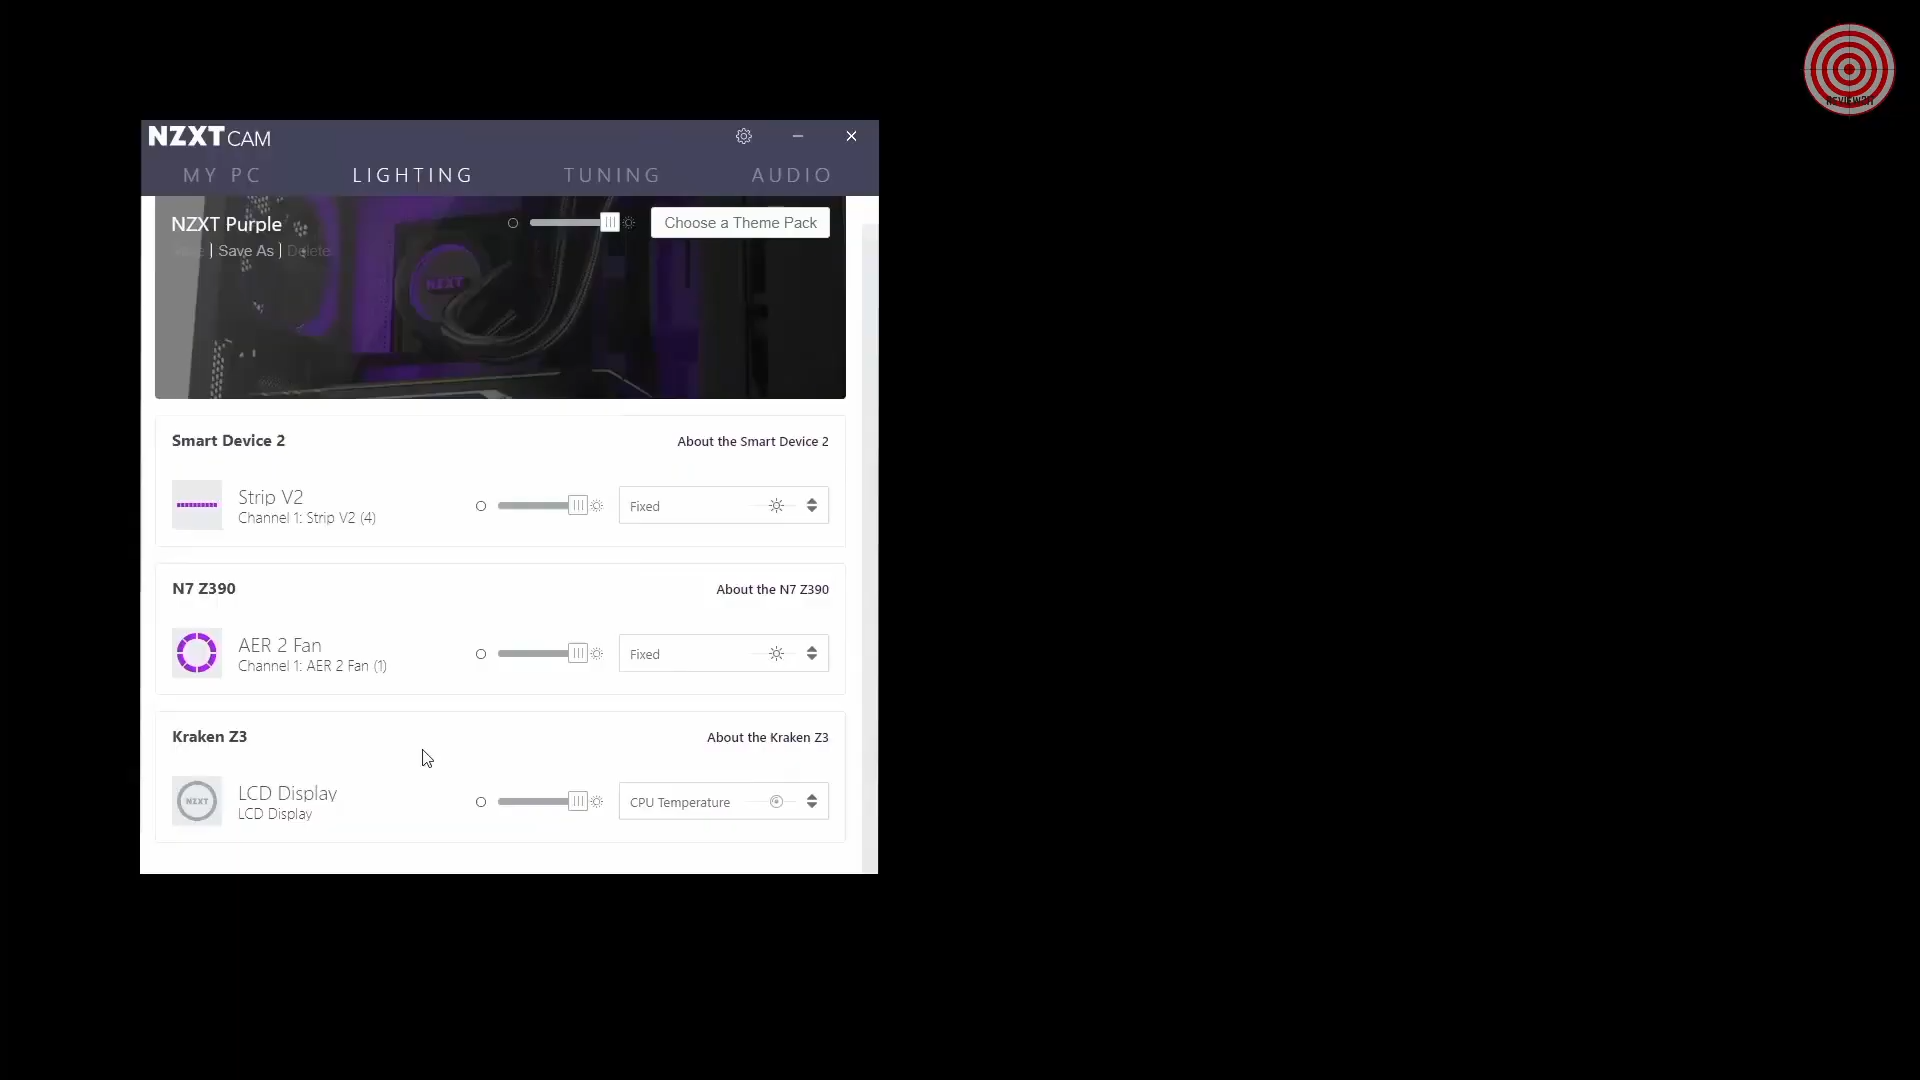 NZXT CAM
MY PC LIGHTING TUNING AUDIO
NZXT Purple
Choose a Theme Pack
| Save As | Delete
NZXT
Smart Device 2
About the Smart Device 2
Strip V2
Channel 1: Strip V2 (4)
Fixed
N7 Z390
About the N7 Z390
AER 2 Fan
Channel 1: AER 2 Fan (1)
Fixed
Kraken Z3
About the Kraken Z3
NZXT
LCD Display
LCD Display
CPU Temperature